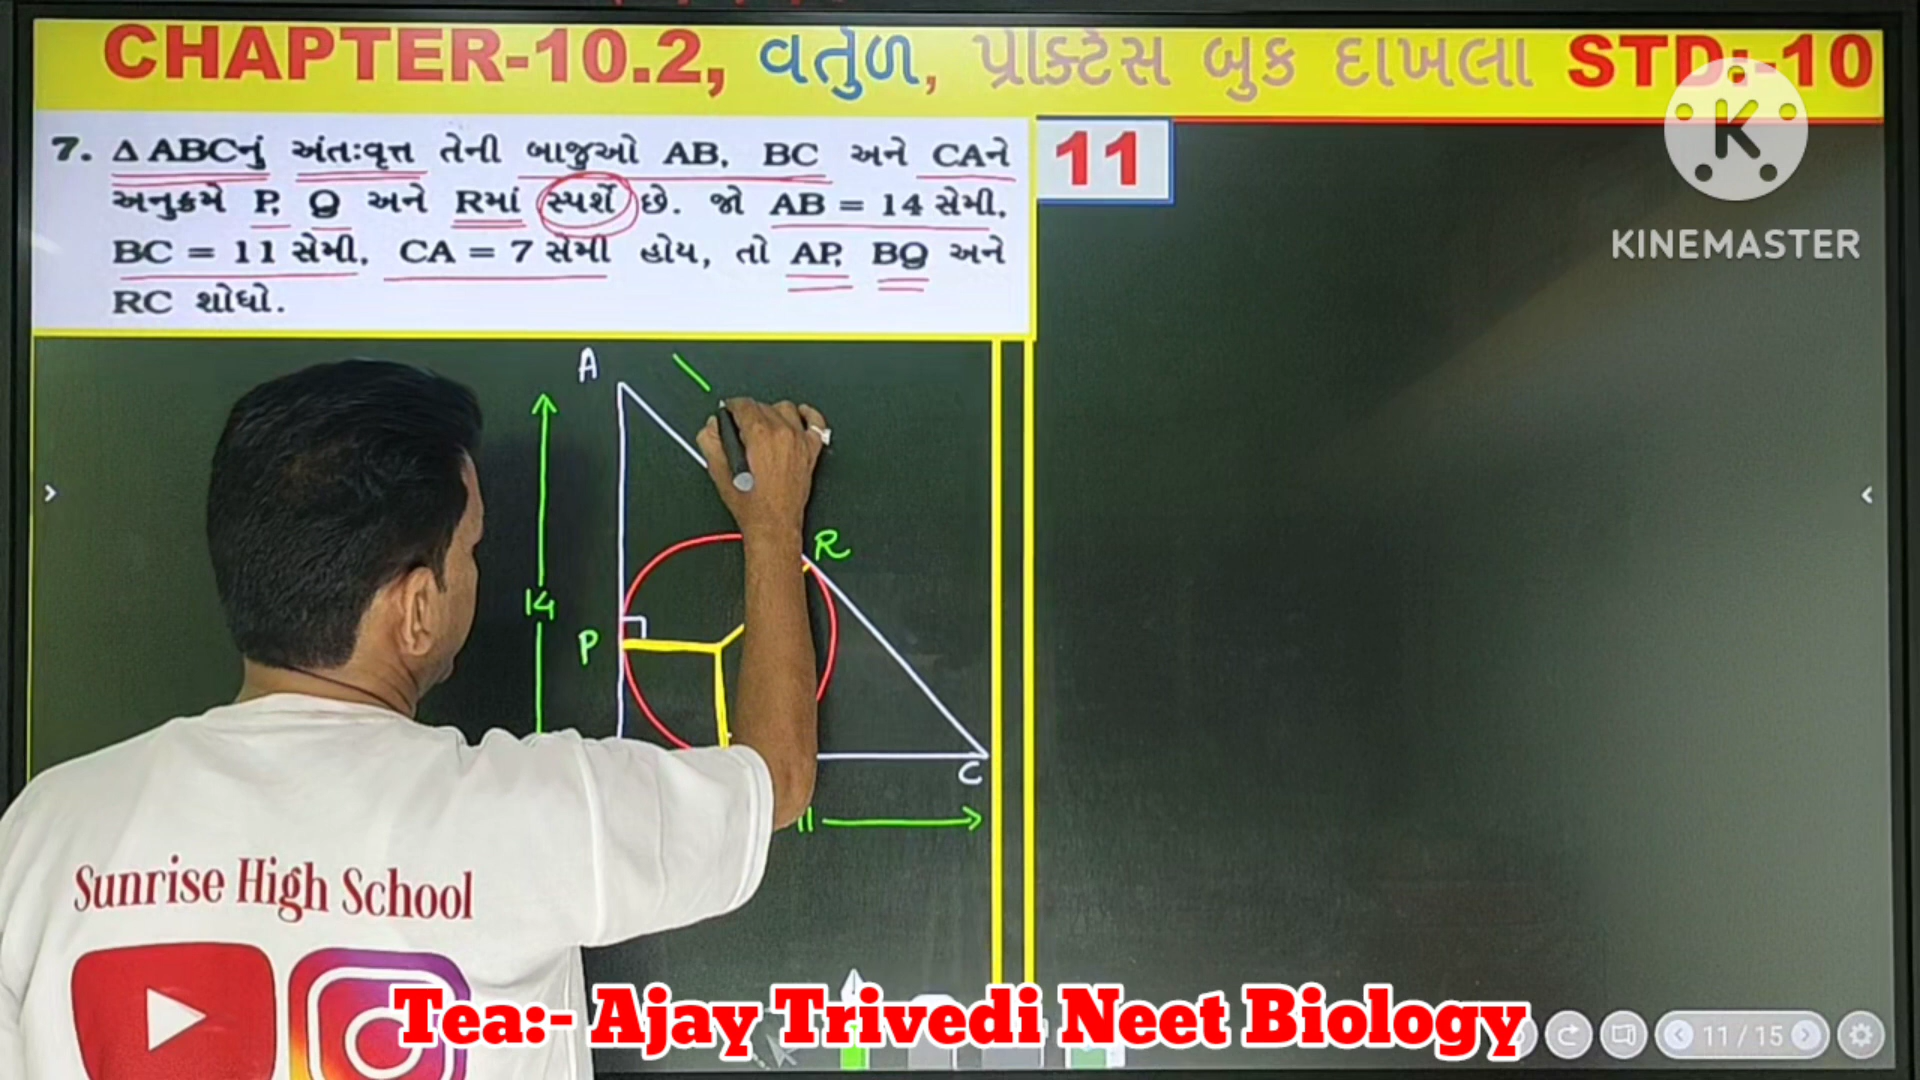 CHAPTER-10.2, વર્તુળ, પ્રેક્ટિસ બુક દાખલા STD:-10
7. Δ ABCનું અંતઃવૃત્ત તેની બાજુઓ AB, BC અને CAને
અનુક્રમે P, Q અને Rમાં સ્પર્શે છે. જો AB = 14 સેમી,
BC = 11 સેમી, CA = 7 સેમી હોય, તો AP, BQ અને
RC શોધો.
11
K
KINEMASTER
A
R
14
P
C
11
Sunrise High School
Tea:- Ajay Trivedi Neet Biology
11 / 15